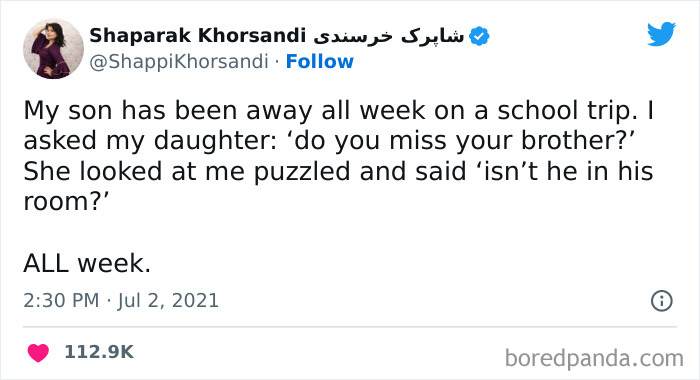 Shaparak Khorsandi شاپرک خرسندی
@ShappiKhorsandi · Follow
My son has been away all week on a school trip. I
asked my daughter: ‘do you miss your brother?’
She looked at me puzzled and said ‘isn’t he in his
room?’
ALL week.
2:30 PM · Jul 2, 2021
112.9K
boredpanda.com